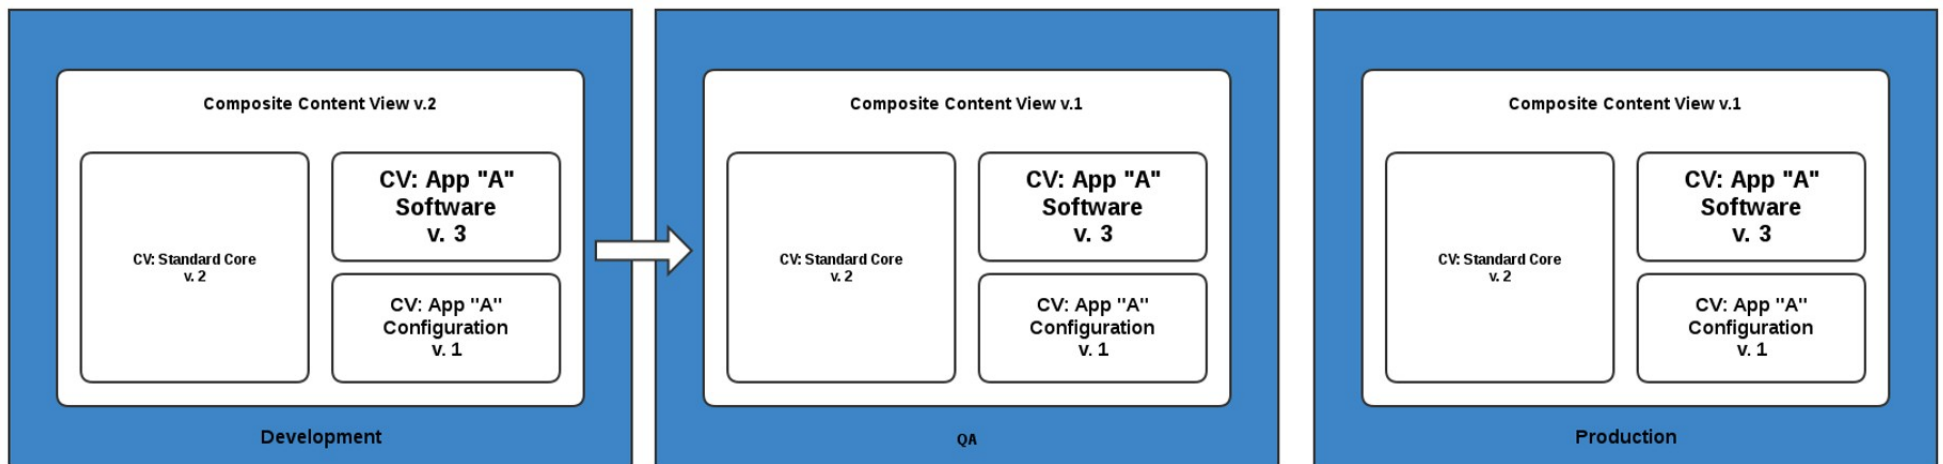 Composite Content View v.2
CV: Standard Core
v. 2
CV: App "A"
Software
v. 3
CV: App "A"
Configuration
v. 1
Development
Composite Content View v.1
CV: Standard Core
v. 2
CV: App "A"
Software
v. 3
CV: App "A"
Configuration
v. 1
QA
Composite Content View v.1
CV: Standard Core
v. 2
CV: App "A"
Software
v. 3
CV: App "A"
Configuration
v. 1
Production